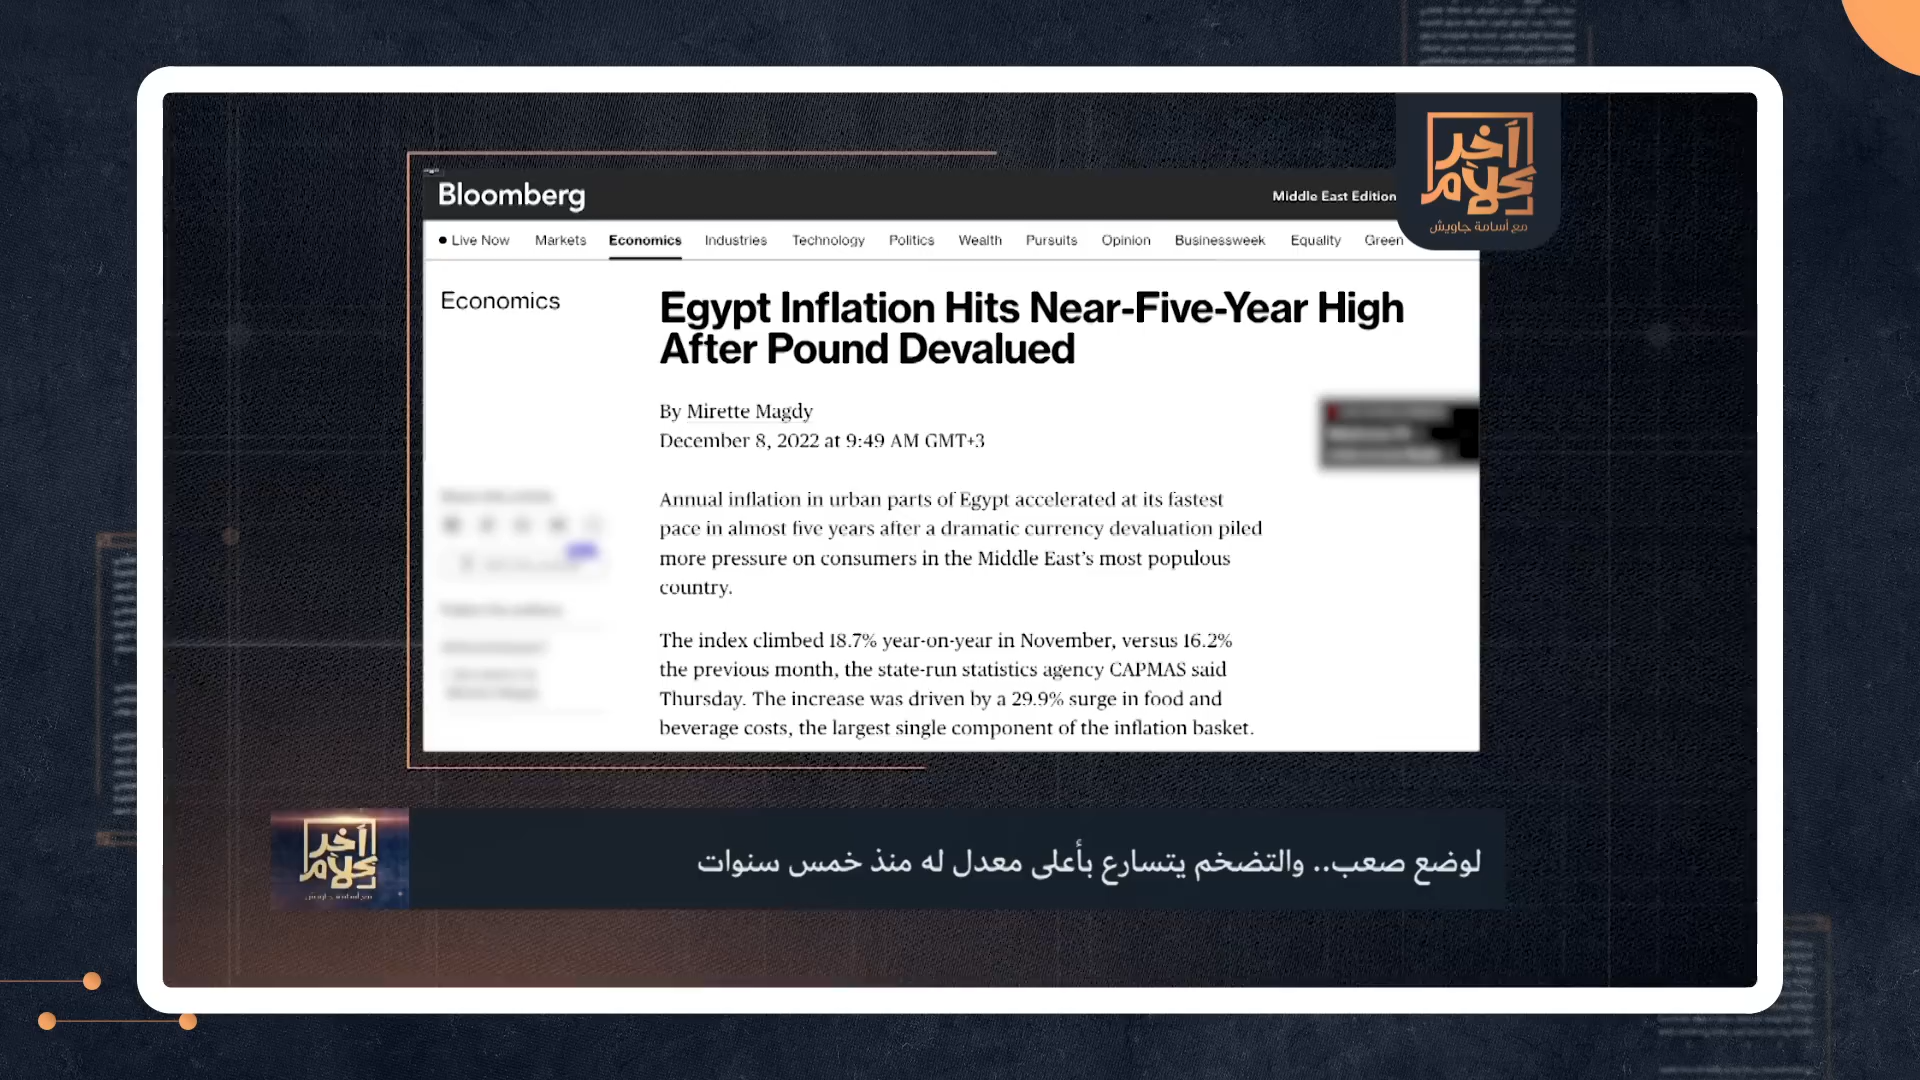 أخر
كلام
مع أسامة جاويش
Bloomberg
Middle East Edition
Live Now Markets Economics Industries Technology Politics Wealth Pursuits Opinion Businessweek Equality Green
Economics
Egypt Inflation Hits Near-Five-Year High
After Pound Devalued
By Mirette Magdy
December 8, 2022 at 9:49 AM GMT+3
Annual inflation in urban parts of Egypt accelerated at its fastest
pace in almost five years after a dramatic currency devaluation piled
more pressure on consumers in the Middle East’s most populous
country.
The index climbed 18.7% year-on-year in November, versus 16.2%
the previous month, the state-run statistics agency CAPMAS said
Thursday. The increase was driven by a 29.9% surge in food and
beverage costs, the largest single component of the inflation basket.
أخر
كلام
مع أسامة جاويش
لوضع صعب.. والتضخم يتسارع بأعلى معدل له منذ خمس سنوات